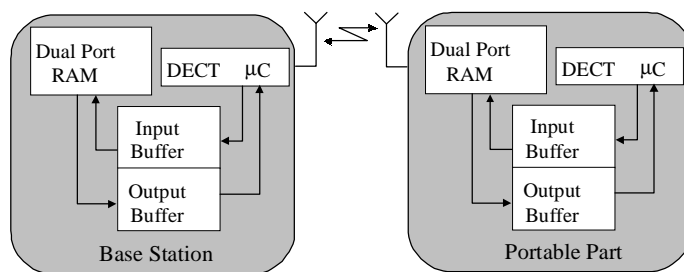 Dual Port
RAM
DECT μC
Input
Buffer
Output
Buffer
Base Station
Dual Port
RAM
DECT μC
Input
Buffer
Output
Buffer
Portable Part